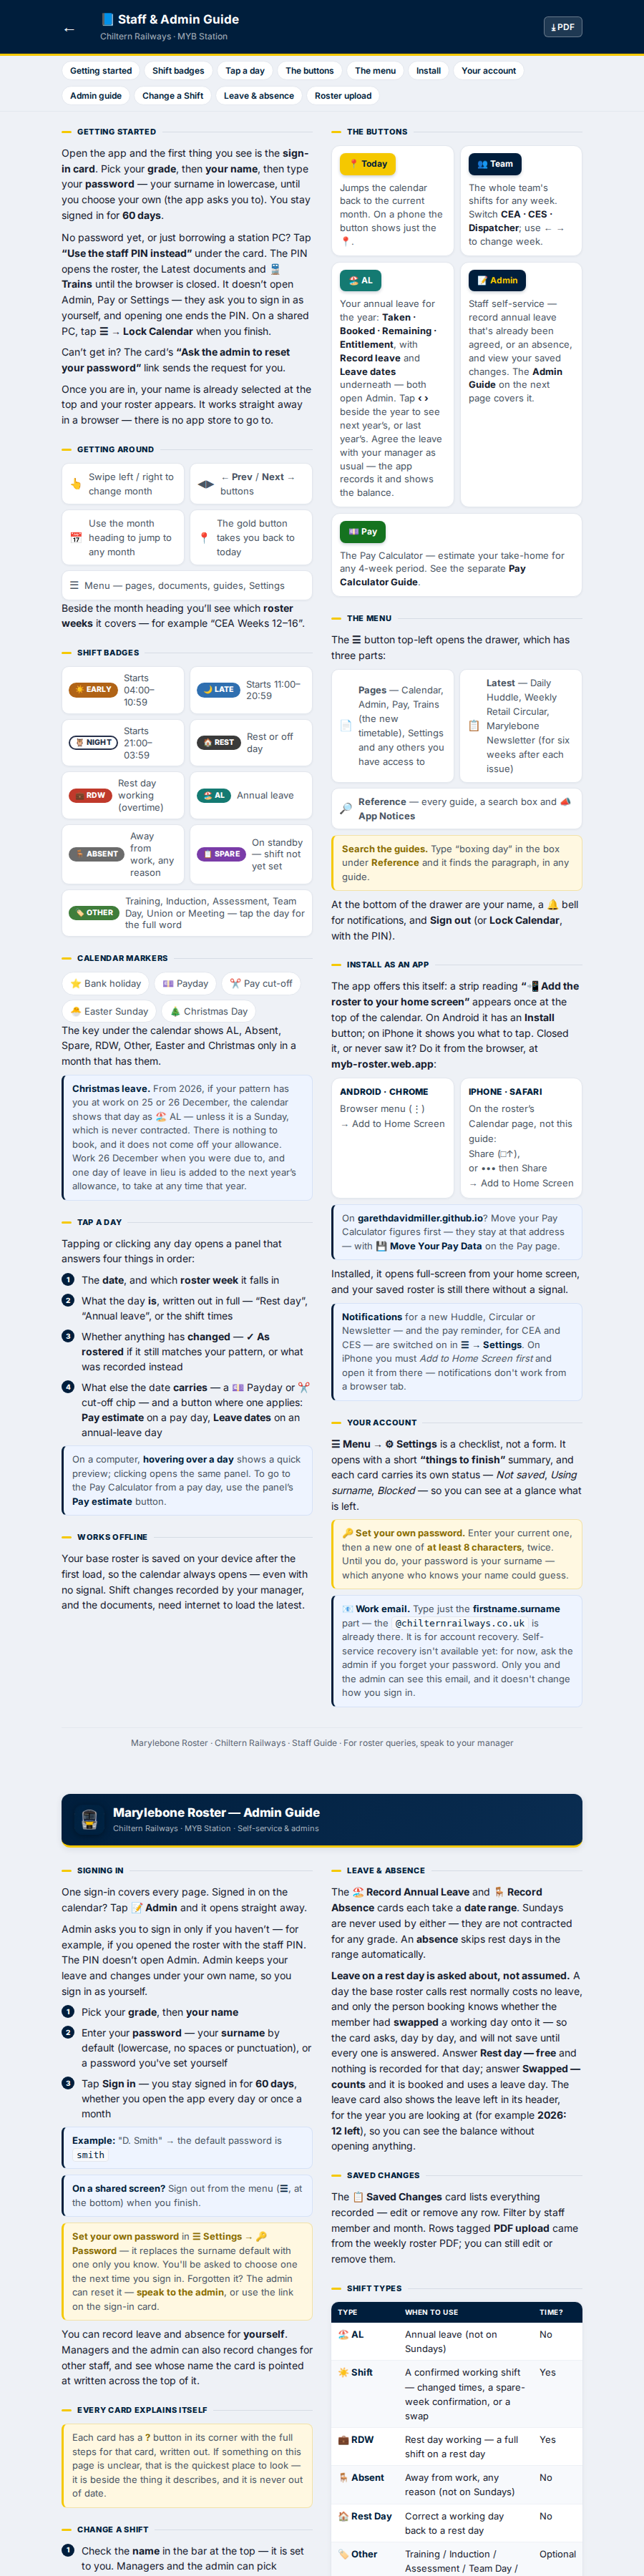 ←
📘 Staff & Admin Guide
Chiltern Railways · MYB Station
⤓ PDF
Getting started
Shift badges
Tap a day
The buttons
The menu
Install
Your account
Admin guide
Change a Shift
Leave & absence
Roster upload
GETTING STARTED
Open the app and the first thing you see is the sign-
in card. Pick your grade, then your name, then type
your password — your surname in lowercase, until
you choose your own (the app asks you to). You stay
signed in for 60 days.
No password yet, or just borrowing a station PC? Tap
“Use the staff PIN instead” under the card. The PIN
opens the roster, the Latest documents and 🚆
Trains until the browser is closed. It doesn’t open
Admin, Pay or Settings — they ask you to sign in as
yourself, and opening one ends the PIN. On a shared
PC, tap ☰ → Lock Calendar when you finish.
Can’t get in? The card’s “Ask the admin to reset
your password” link sends the request for you.
Once you are in, your name is already selected at the
top and your roster appears. It works straight away
in a browser — there is no app store to go to.
GETTING AROUND
👆 Swipe left / right to
change month
◀▶ ← Prev / Next →
buttons
📅 Use the month
heading to jump to
any month
📍 The gold button
takes you back to
today
☰ Menu — pages, documents, guides, Settings
Beside the month heading you’ll see which roster
weeks it covers — for example “CEA Weeks 12–16”.
SHIFT BADGES
☀️ EARLY Starts
04:00–
10:59
🌙 LATE Starts 11:00–
20:59
🦉 NIGHT Starts
21:00–
03:59
🏠 REST Rest or off
day
💼 RDW Rest day
working
(overtime)
🏖️ AL Annual leave
🪑 ABSENT Away
from
work, any
reason
📋 SPARE On standby
— shift not
yet set
🏷️ OTHER Training, Induction, Assessment, Team
Day, Union or Meeting — tap the day for
the full word
CALENDAR MARKERS
⭐ Bank holiday
💷 Payday
✂️ Pay cut-off
🐣 Easter Sunday
🎄 Christmas Day
The key under the calendar shows AL, Absent,
Spare, RDW, Other, Easter and Christmas only in a
month that has them.
Christmas leave. From 2026, if your pattern has
you at work on 25 or 26 December, the calendar
shows that day as 🏖️ AL — unless it is a Sunday,
which is never contracted. There is nothing to
book, and it does not come off your allowance.
Work 26 December when you were due to, and
one day of leave in lieu is added to the next year’s
allowance, to take at any time that year.
TAP A DAY
Tapping or clicking any day opens a panel that
answers four things in order:
1 The date, and which roster week it falls in
2 What the day is, written out in full — “Rest day”,
“Annual leave”, or the shift times
3 Whether anything has changed — ✓ As
rostered if it still matches your pattern, or what
was recorded instead
4 What else the date carries — a 💷 Payday or ✂️
cut-off chip — and a button where one applies:
Pay estimate on a pay day, Leave dates on an
annual-leave day
On a computer, hovering over a day shows a quick
preview; clicking opens the same panel. To go to
the Pay Calculator from a pay day, use the panel’s
Pay estimate button.
WORKS OFFLINE
Your base roster is saved on your device after the
first load, so the calendar always opens — even with
no signal. Shift changes recorded by your manager,
and the documents, need internet to load the latest.
THE BUTTONS
📍 Today
Jumps the calendar
back to the current
month. On a phone the
button shows just the
📍.
👥 Team
The whole team's
shifts for any week.
Switch CEA · CES ·
Dispatcher; use ← →
to change week.
🏖️ AL
Your annual leave for
the year: Taken ·
Booked · Remaining ·
Entitlement, with
Record leave and
Leave dates
underneath — both
open Admin. Tap ‹ ›
beside the year to see
next year’s, or last
year’s. Agree the leave
with your manager as
usual — the app
records it and shows
the balance.
📝 Admin
Staff self-service —
record annual leave
that's already been
agreed, or an absence,
and view your saved
changes. The Admin
Guide on the next
page covers it.
💷 Pay
The Pay Calculator — estimate your take-home for
any 4-week period. See the separate Pay
Calculator Guide.
THE MENU
The ☰ button top-left opens the drawer, which has
three parts:
📄 Pages — Calendar,
Admin, Pay, Trains
(the new
timetable), Settings
and any others you
have access to
📋 Latest — Daily
Huddle, Weekly
Retail Circular,
Marylebone
Newsletter (for six
weeks after each
issue)
🔎 Reference — every guide, a search box and 📣
App Notices
Search the guides. Type “boxing day” in the box
under Reference and it finds the paragraph, in any
guide.
At the bottom of the drawer are your name, a 🔔 bell
for notifications, and Sign out (or Lock Calendar,
with the PIN).
INSTALL AS AN APP
The app offers this itself: a strip reading “📲 Add the
roster to your home screen” appears once at the
top of the calendar. On Android it has an Install
button; on iPhone it shows you what to tap. Closed
it, or never saw it? Do it from the browser, at
myb-roster.web.app:
ANDROID · CHROME
Browser menu (⋮)
→ Add to Home Screen
IPHONE · SAFARI
On the roster’s
Calendar page, not this
guide:
Share (□↑),
or ••• then Share
→ Add to Home Screen
On garethdavidmiller.github.io? Move your Pay
Calculator figures first — they stay at that address
— with 💾 Move Your Pay Data on the Pay page.
Installed, it opens full-screen from your home screen,
and your saved roster is still there without a signal.
Notifications for a new Huddle, Circular or
Newsletter — and the pay reminder, for CEA and
CES — are switched on in ☰ → Settings. On
iPhone you must Add to Home Screen first and
open it from there — notifications don't work from
a browser tab.
YOUR ACCOUNT
☰ Menu → ⚙ Settings is a checklist, not a form. It
opens with a short “things to finish” summary, and
each card carries its own status — Not saved, Using
surname, Blocked — so you can see at a glance what
is left.
🔑 Set your own password. Enter your current one,
then a new one of at least 8 characters, twice.
Until you do, your password is your surname —
which anyone who knows your name could guess.
📧 Work email. Type just the firstname.surname
part — the @chilternrailways.co.uk is
already there. It is for account recovery. Self-
service recovery isn't available yet: for now, ask the
admin if you forget your password. Only you and
the admin can see this email, and it doesn't change
how you sign in.
Marylebone Roster · Chiltern Railways · Staff Guide · For roster queries, speak to your manager
Marylebone Roster — Admin Guide
Chiltern Railways · MYB Station · Self-service & admins
SIGNING IN
One sign-in covers every page. Signed in on the
calendar? Tap 📝 Admin and it opens straight away.
Admin asks you to sign in only if you haven’t — for
example, if you opened the roster with the staff PIN.
The PIN doesn’t open Admin. Admin keeps your
leave and changes under your own name, so you
sign in as yourself.
1 Pick your grade, then your name
2 Enter your password — your surname by
default (lowercase, no spaces or punctuation), or
a password you've set yourself
3 Tap Sign in — you stay signed in for 60 days,
whether you open the app every day or once a
month
Example: "D. Smith" → the default password is
smith
On a shared screen? Sign out from the menu (☰, at
the bottom) when you finish.
Set your own password in ☰ Settings → 🔑
Password — it replaces the surname default with
one only you know. You'll be asked to choose one
the next time you sign in. Forgotten it? The admin
can reset it — speak to the admin, or use the link
on the sign-in card.
You can record leave and absence for yourself.
Managers and the admin can also record changes for
other staff, and see whose name the card is pointed
at written across the top of it.
EVERY CARD EXPLAINS ITSELF
Each card has a ? button in its corner with the full
steps for that card, written out. If something on this
page is unclear, that is the quickest place to look —
it is beside the thing it describes, and it is never out
of date.
CHANGE A SHIFT
1 Check the name in the bar at the top — it is set
to you. Managers and the admin can pick
LEAVE & ABSENCE
The 🏖️ Record Annual Leave and 🪑 Record
Absence cards each take a date range. Sundays
are never used by either — they are not contracted
for any grade. An absence skips rest days in the
range automatically.
Leave on a rest day is asked about, not assumed. A
day the base roster calls rest normally costs no leave,
and only the person booking knows whether the
member had swapped a working day onto it — so
the card asks, day by day, and will not save until
every one is answered. Answer Rest day — free and
nothing is recorded for that day; answer Swapped —
counts and it is booked and uses a leave day. The
leave card also shows the leave left in its header,
for the year you are looking at (for example 2026:
12 left), so you can see the balance without
opening anything.
SAVED CHANGES
The 📋 Saved Changes card lists everything
recorded — edit or remove any row. Filter by staff
member and month. Rows tagged PDF upload came
from the weekly roster PDF; you can still edit or
remove them.
SHIFT TYPES
TYPE WHEN TO USE TIME?
🏖️ AL Annual leave (not on
Sundays) No
☀️ Shift A confirmed working shift
— changed times, a spare-
week confirmation, or a
swap Yes
💼 RDW Rest day working — a full
shift on a rest day Yes
🪑 Absent Away from work, any
reason (not on Sundays) No
🏠 Rest Day Correct a working day
back to a rest day No
🏷️ Other Training / Induction /
Assessment / Team Day / Optional